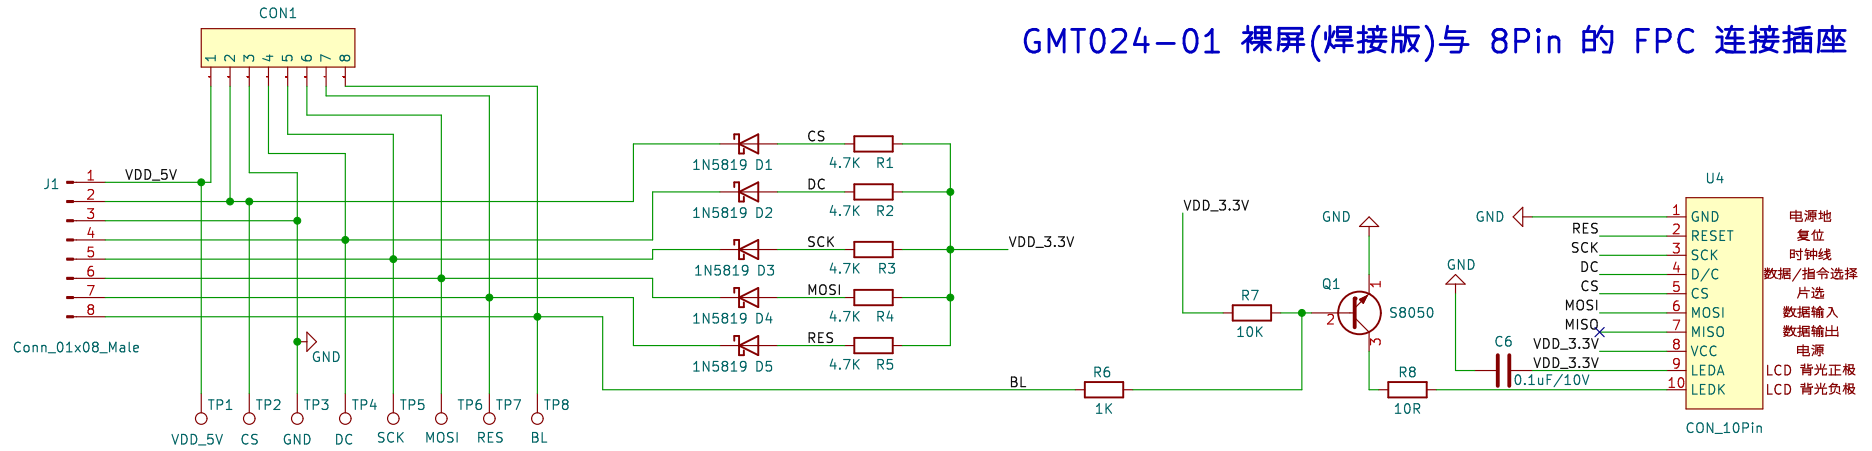 CON1
GMT024-01 裸屏(焊接版)与 8Pin 的 FPC 连接插座
1 2 3 4 5 6 7 8
J1
1 VDD_5V
2
3
4
5
6
7
8
Conn_01x08_Male
GND
CS
1N5819 D1 4.7K R1
DC
1N5819 D2 4.7K R2
SCK
1N5819 D3 4.7K R3
MOSI
1N5819 D4 4.7K R4
RES
1N5819 D5 4.7K R5
VDD_3.3V
BL
R6
1K
VDD_3.3V
R7
10K
GND
Q1
1
2
3
S8050
R8
10R
GND
C6
0.1uF/10V
U4
GND 1 GND 电源地
RES 2 RESET 复位
SCK 3 SCK 时钟线
DC 4 D/C 数据/指令选择
CS 5 CS 片选
MOSI 6 MOSI 数据输入
MISO 7 MISO 数据输出
VDD_3.3V 8 VCC 电源
VDD_3.3V 9 LEDA LCD 背光正极
10 LEDK LCD 背光负极
CON_10Pin
TP1 TP2 TP3 TP4 TP5 TP6 TP7 TP8
VDD_5V CS GND DC SCK MOSI RES BL